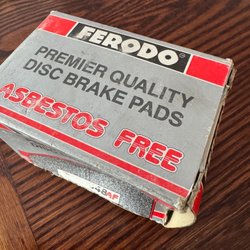 FERODO®
PREMIER QUALITY
DISC BRAKE PADS
ASBESTOS FREE